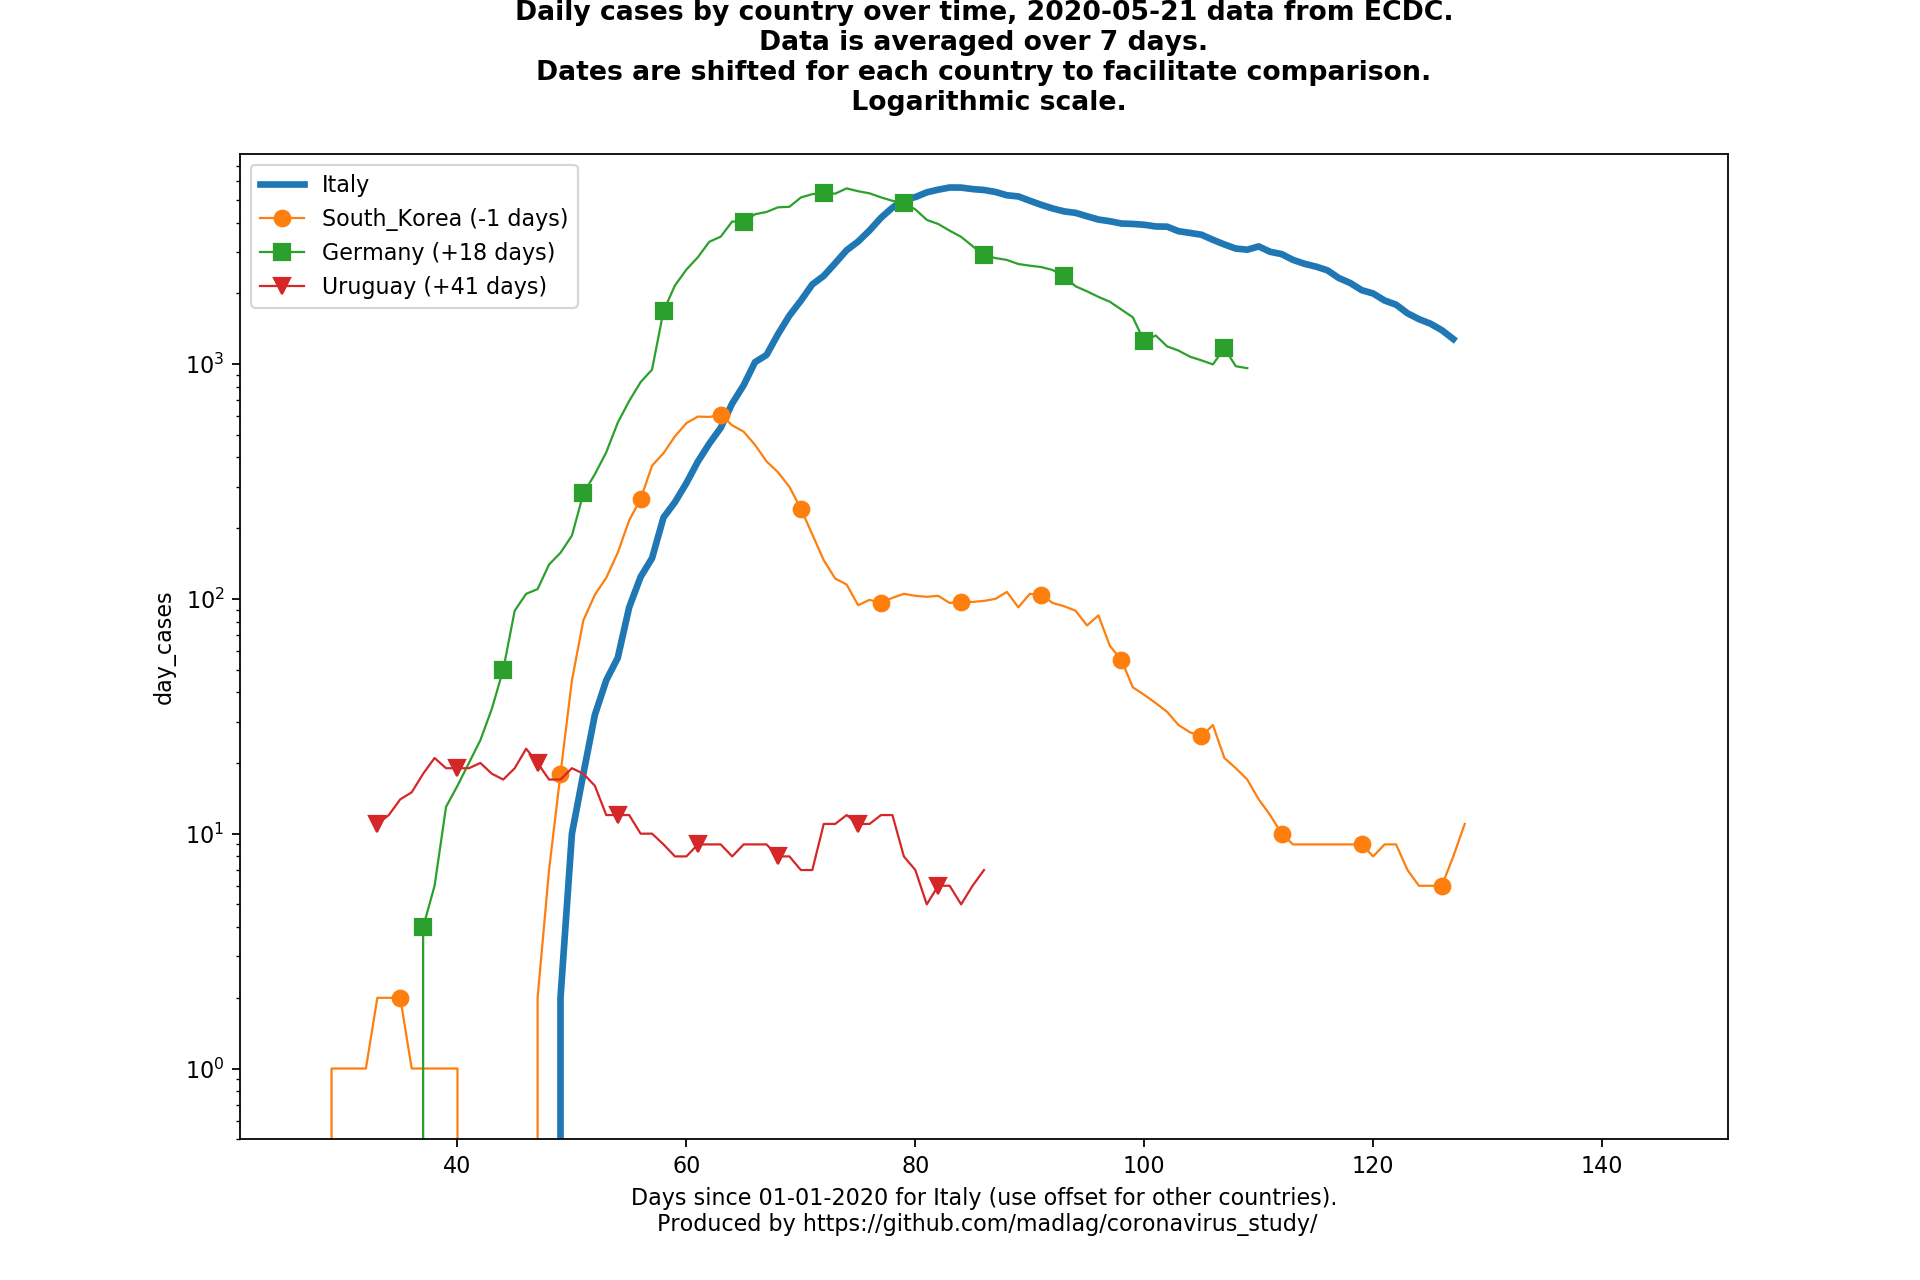 Daily cases by country over time, 2020-05-21 data from ECDC.
Data is averaged over 7 days.
Dates are shifted for each country to facilitate comparison.
Logarithmic scale.
Italy
South_Korea (-1 days)
Germany (+18 days)
Uruguay (+41 days)
day_cases
10³
10²
10¹
10⁰
40 60 80 100 120 140
Days since 01-01-2020 for Italy (use offset for other countries).
Produced by https://github.com/madlag/coronavirus_study/